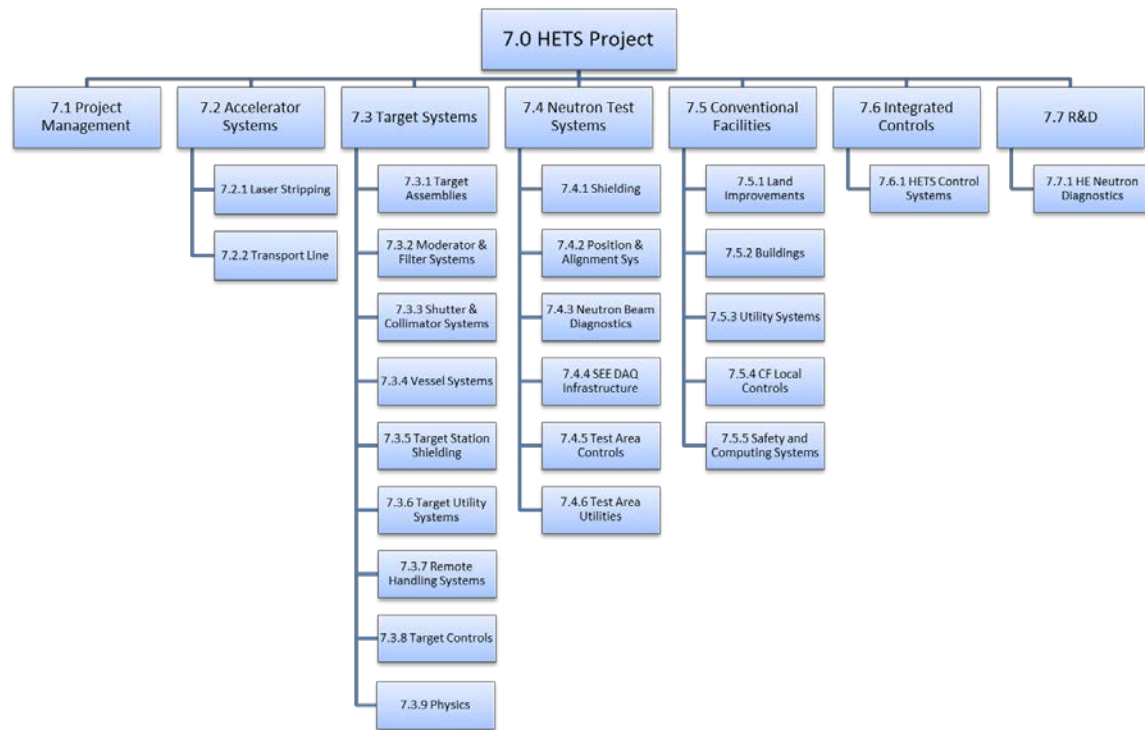 7.0 HETS Project
7.1 Project
Management
7.2 Accelerator
Systems
7.3 Target Systems
7.4 Neutron Test
Systems
7.5 Conventional
Facilities
7.6 Integrated
Controls
7.7 R&D
7.2.1 Laser Stripping
7.2.2 Transport Line
7.3.1 Target
Assemblies
7.3.2 Moderator &
Filter Systems
7.3.3 Shutter &
Collimator Systems
7.3.4 Vessel Systems
7.3.5 Target Station
Shielding
7.3.6 Target Utility
Systems
7.3.7 Remote
Handling Systems
7.3.8 Target Controls
7.3.9 Physics
7.4.1 Shielding
7.4.2 Position &
Alignment Sys
7.4.3 Neutron Beam
Diagnostics
7.4.4 SEE DAQ
Infrastructure
7.4.5 Test Area
Controls
7.4.6 Test Area
Utilities
7.5.1 Land
Improvements
7.5.2 Buildings
7.5.3 Utility Systems
7.5.4 CF Local
Controls
7.5.5 Safety and
Computing Systems
7.6.1 HETS Control
Systems
7.7.1 HE Neutron
Diagnostics